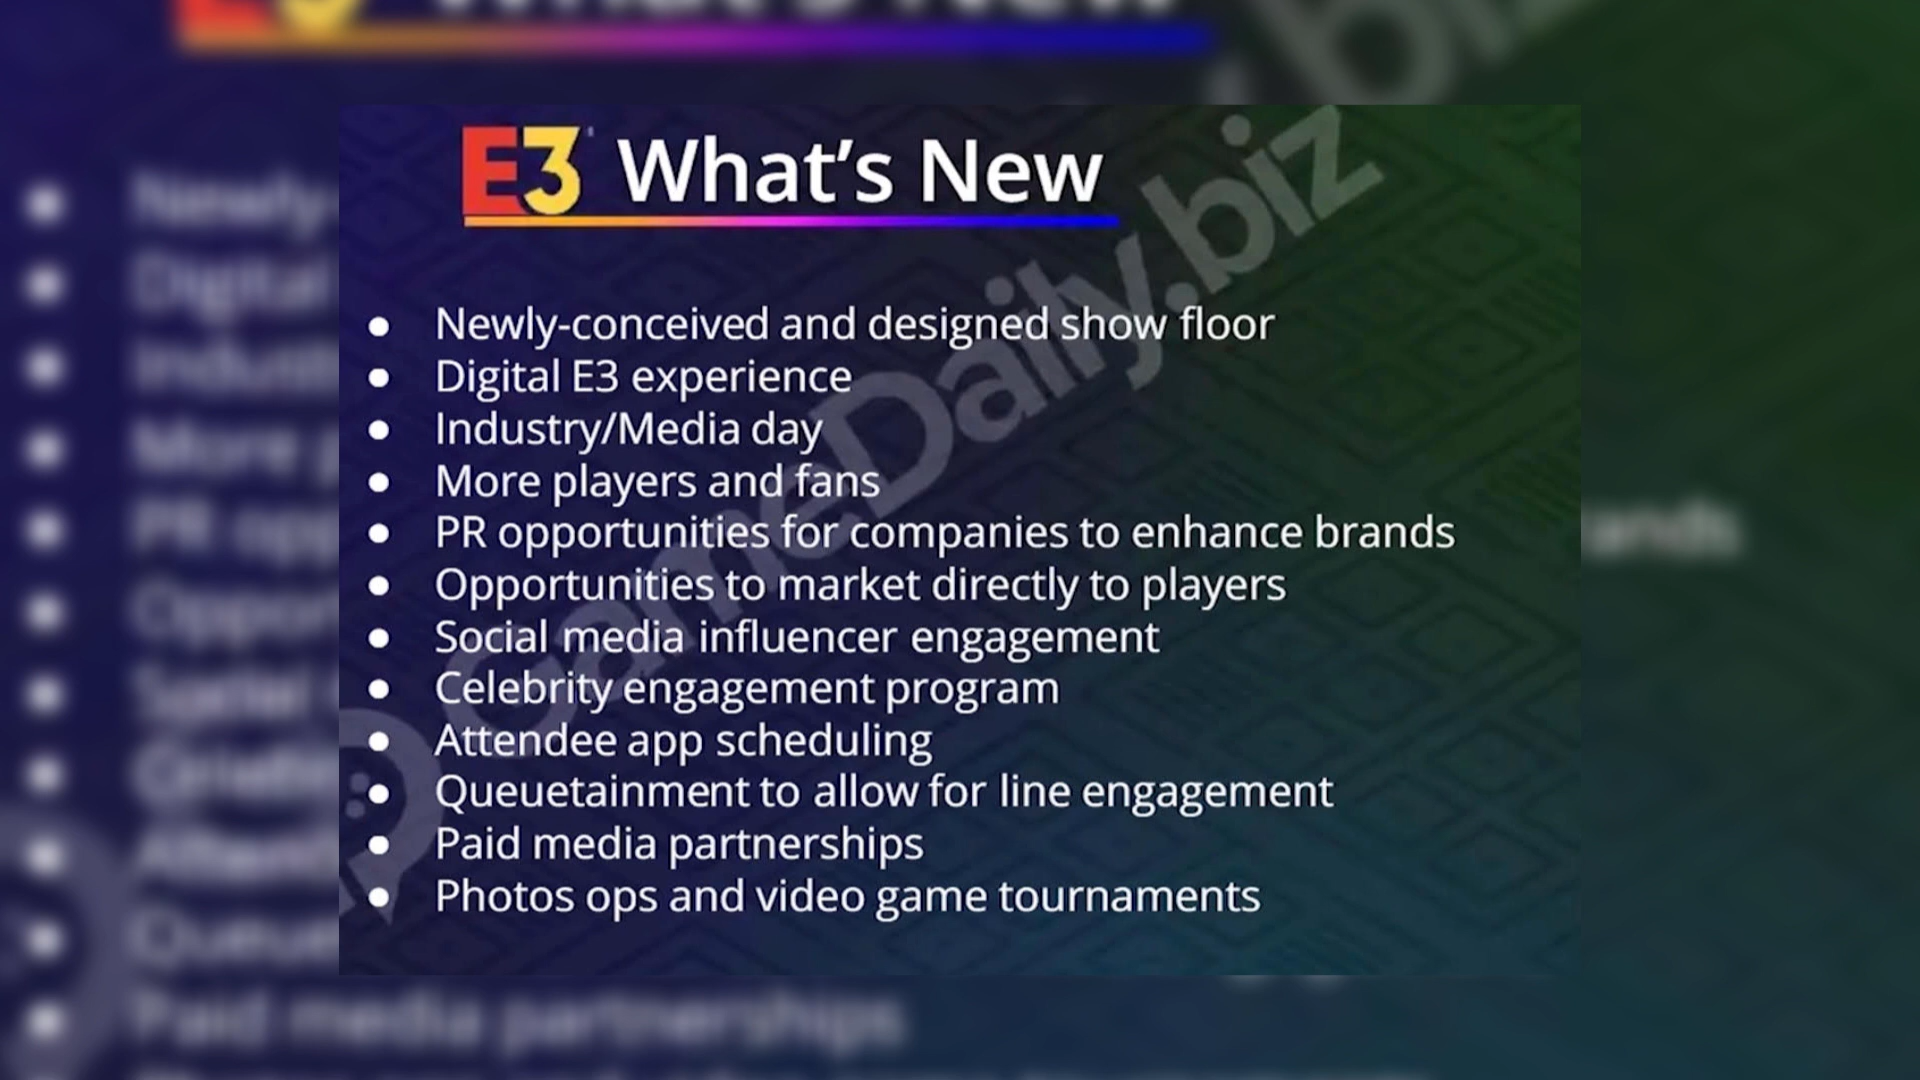 E3 What's New
GameDaily.biz
● Newly-conceived and designed show floor
● Digital E3 experience
● Industry/Media day
● More players and fans
● PR opportunities for companies to enhance brands
● Opportunities to market directly to players
● Social media influencer engagement
● Celebrity engagement program
● Attendee app scheduling
● Queuetainment to allow for line engagement
● Paid media partnerships
● Photos ops and video game tournaments